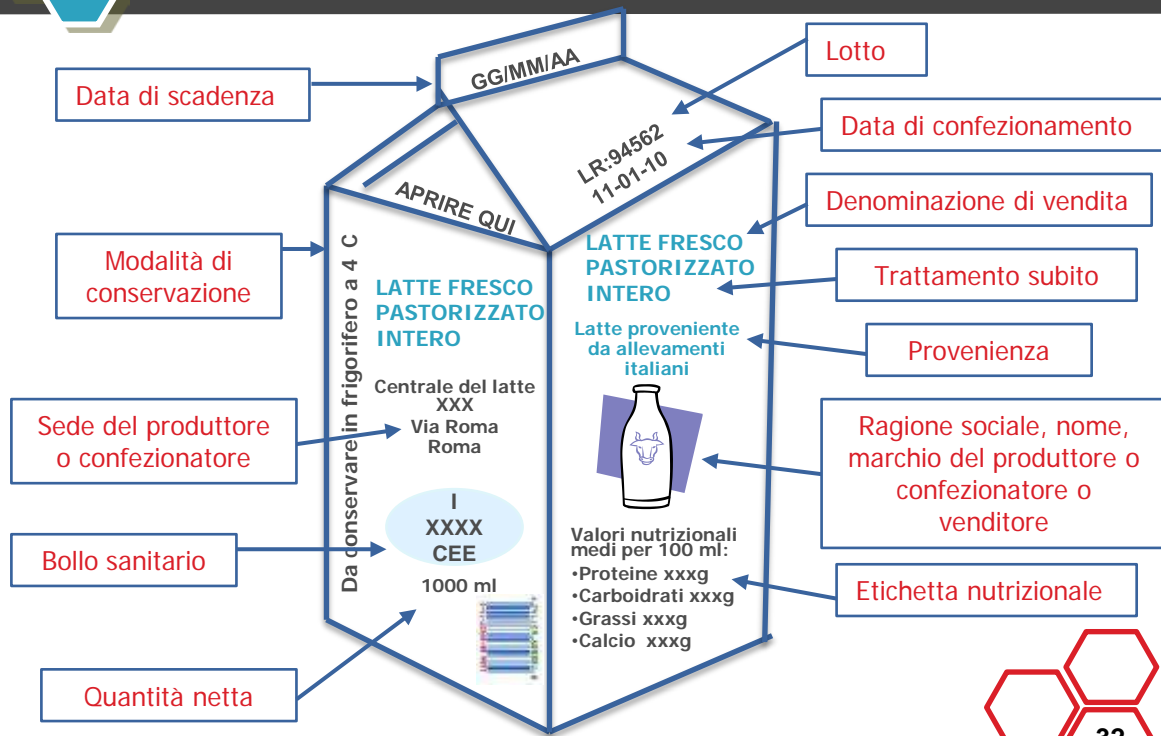 Data di scadenza
Modalità di
conservazione
Sede del produttore
o confezionatore
Bollo sanitario
Quantità netta
GG/MM/AA
APRIRE QUI
LR:94562
11-01-10
Da conservare in frigorifero a 4 C
LATTE FRESCO
PASTORIZZATO
INTERO
Centrale del latte
XXX
Via Roma
Roma
I
XXXX
CEE
1000 ml
LATTE FRESCO
PASTORIZZATO
INTERO
Latte proveniente
da allevamenti
italiani
Valori nutrizionali
medi per 100 ml:
•Proteine xxxg
•Carboidrati xxxg
•Grassi xxxg
•Calcio xxxg
Lotto
Data di confezionamento
Denominazione di vendita
Trattamento subito
Provenienza
Ragione sociale, nome,
marchio del produttore o
confezionatore o
venditore
Etichetta nutrizionale
32